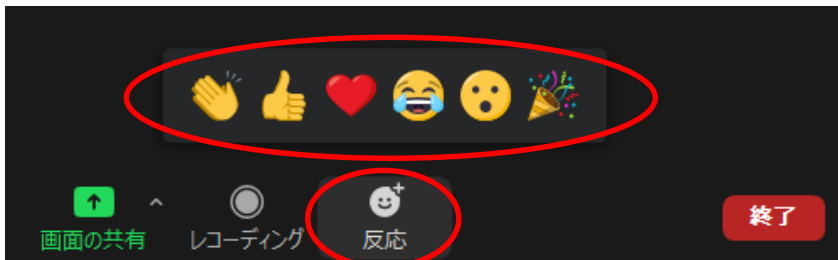 画面の共有
レコーディング
反応
終了